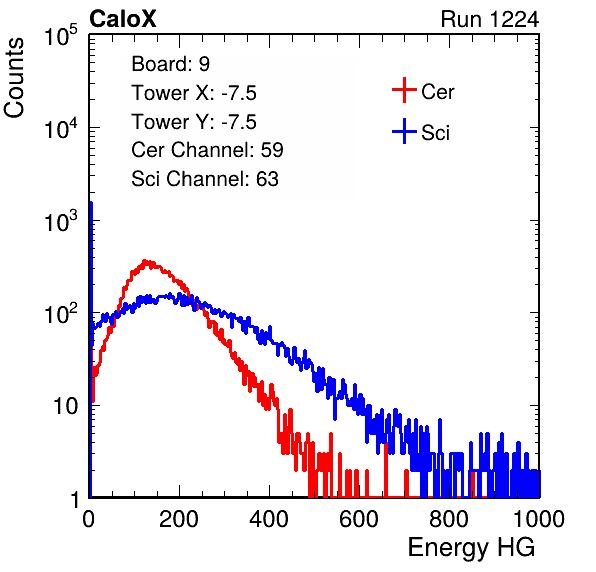 CaloX Run 1224
Counts
Board: 9
Tower X: -7.5
Tower Y: -7.5
Cer Channel: 59
Sci Channel: 63
Cer
Sci
10^5
10^4
10^3
10^2
10
1
0 200 400 600 800 1000
Energy HG